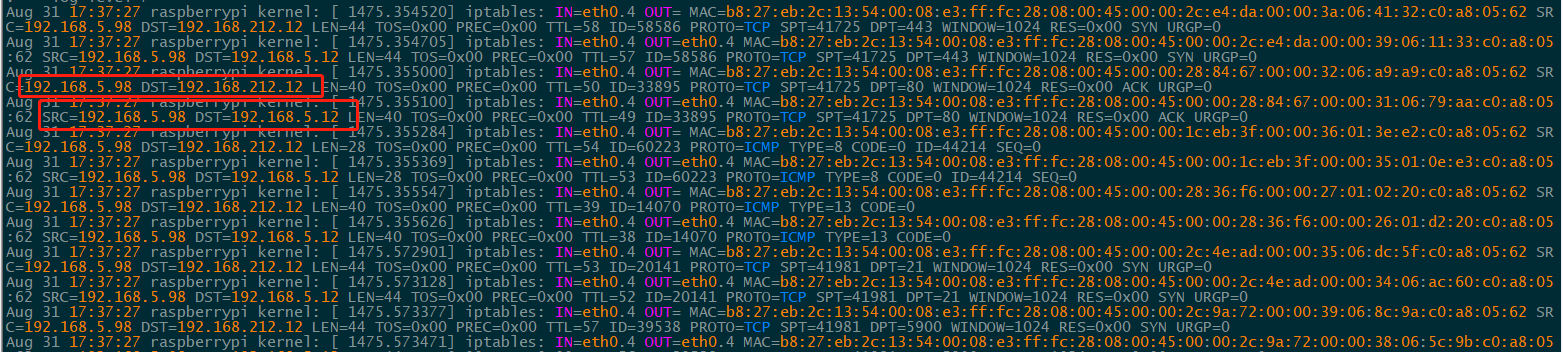 Aug 31 17:37:27 raspberrypi kernel: [ 1475.354520] iptables: IN=eth0.4 OUT= MAC=b8:27:eb:2c:13:54:00:08:e3:ff:fc:28:08:00:45:00:00:2c:e4:da:00:00:3a:06:41:32:c0:a8:05:62 SR
C=192.168.5.98 DST=192.168.212.12 LEN=44 TOS=0x00 PREC=0x00 TTL=58 ID=58586 PROTO=TCP SPT=41725 DPT=443 WINDOW=1024 RES=0x00 SYN URGP=0
Aug 31 17:37:27 raspberrypi kernel: [ 1475.354705] iptables: IN=eth0.4 OUT=eth0.4 MAC=b8:27:eb:2c:13:54:00:08:e3:ff:fc:28:08:00:45:00:00:2c:e4:da:00:00:39:06:11:33:c0:a8:05
:62 SRC=192.168.5.98 DST=192.168.5.12 LEN=44 TOS=0x00 PREC=0x00 TTL=57 ID=58586 PROTO=TCP SPT=41725 DPT=443 WINDOW=1024 RES=0x00 SYN URGP=0
Aug 31 17:37:27 raspberrypi kernel: [ 1475.355000] iptables: IN=eth0.4 OUT= MAC=b8:27:eb:2c:13:54:00:08:e3:ff:fc:28:08:00:45:00:00:28:84:67:00:00:32:06:a9:a9:c0:a8:05:62 SR
C=192.168.5.98 DST=192.168.212.12 LEN=40 TOS=0x00 PREC=0x00 TTL=50 ID=33895 PROTO=TCP SPT=41725 DPT=80 WINDOW=1024 RES=0x00 ACK URGP=0
Aug 31 17:37:27 raspberrypi kernel: [ 1475.355100] iptables: IN=eth0.4 OUT=eth0.4 MAC=b8:27:eb:2c:13:54:00:08:e3:ff:fc:28:08:00:45:00:00:28:84:67:00:00:31:06:79:aa:c0:a8:05
:62 SRC=192.168.5.98 DST=192.168.5.12 LEN=40 TOS=0x00 PREC=0x00 TTL=49 ID=33895 PROTO=TCP SPT=41725 DPT=80 WINDOW=1024 RES=0x00 ACK URGP=0
Aug 31 17:37:27 raspberrypi kernel: [ 1475.355284] iptables: IN=eth0.4 OUT= MAC=b8:27:eb:2c:13:54:00:08:e3:ff:fc:28:08:00:45:00:00:1c:eb:3f:00:00:36:01:3e:e2:c0:a8:05:62 SR
C=192.168.5.98 DST=192.168.212.12 LEN=28 TOS=0x00 PREC=0x00 TTL=54 ID=60223 PROTO=ICMP TYPE=8 CODE=0 ID=44214 SEQ=0
Aug 31 17:37:27 raspberrypi kernel: [ 1475.355369] iptables: IN=eth0.4 OUT=eth0.4 MAC=b8:27:eb:2c:13:54:00:08:e3:ff:fc:28:08:00:45:00:00:1c:eb:3f:00:00:35:01:0e:e3:c0:a8:05
:62 SRC=192.168.5.98 DST=192.168.5.12 LEN=28 TOS=0x00 PREC=0x00 TTL=53 ID=60223 PROTO=ICMP TYPE=8 CODE=0 ID=44214 SEQ=0
Aug 31 17:37:27 raspberrypi kernel: [ 1475.355547] iptables: IN=eth0.4 OUT= MAC=b8:27:eb:2c:13:54:00:08:e3:ff:fc:28:08:00:45:00:00:28:36:f6:00:00:27:01:02:20:c0:a8:05:62 SR
C=192.168.5.98 DST=192.168.212.12 LEN=40 TOS=0x00 PREC=0x00 TTL=39 ID=14070 PROTO=ICMP TYPE=13 CODE=0
Aug 31 17:37:27 raspberrypi kernel: [ 1475.355626] iptables: IN=eth0.4 OUT=eth0.4 MAC=b8:27:eb:2c:13:54:00:08:e3:ff:fc:28:08:00:45:00:00:28:36:f6:00:00:26:01:d2:20:c0:a8:05
:62 SRC=192.168.5.98 DST=192.168.5.12 LEN=40 TOS=0x00 PREC=0x00 TTL=38 ID=14070 PROTO=ICMP TYPE=13 CODE=0
Aug 31 17:37:27 raspberrypi kernel: [ 1475.572901] iptables: IN=eth0.4 OUT= MAC=b8:27:eb:2c:13:54:00:08:e3:ff:fc:28:08:00:45:00:00:2c:4e:ad:00:00:35:06:dc:5f:c0:a8:05:62 SR
C=192.168.5.98 DST=192.168.212.12 LEN=44 TOS=0x00 PREC=0x00 TTL=53 ID=20141 PROTO=TCP SPT=41981 DPT=21 WINDOW=1024 RES=0x00 SYN URGP=0
Aug 31 17:37:27 raspberrypi kernel: [ 1475.573128] iptables: IN=eth0.4 OUT=eth0.4 MAC=b8:27:eb:2c:13:54:00:08:e3:ff:fc:28:08:00:45:00:00:2c:4e:ad:00:00:34:06:ac:60:c0:a8:05
:62 SRC=192.168.5.98 DST=192.168.5.12 LEN=44 TOS=0x00 PREC=0x00 TTL=52 ID=20141 PROTO=TCP SPT=41981 DPT=21 WINDOW=1024 RES=0x00 SYN URGP=0
Aug 31 17:37:27 raspberrypi kernel: [ 1475.573377] iptables: IN=eth0.4 OUT= MAC=b8:27:eb:2c:13:54:00:08:e3:ff:fc:28:08:00:45:00:00:2c:9a:72:00:00:39:06:8c:9a:c0:a8:05:62 SR
C=192.168.5.98 DST=192.168.212.12 LEN=44 TOS=0x00 PREC=0x00 TTL=57 ID=39538 PROTO=TCP SPT=41981 DPT=5900 WINDOW=1024 RES=0x00 SYN URGP=0
Aug 31 17:37:27 raspberrypi kernel: [ 1475.573471] iptables: IN=eth0.4 OUT=eth0.4 MAC=b8:27:eb:2c:13:54:00:08:e3:ff:fc:28:08:00:45:00:00:2c:9a:72:00:00:38:06:5c:9b:c0:a8:05